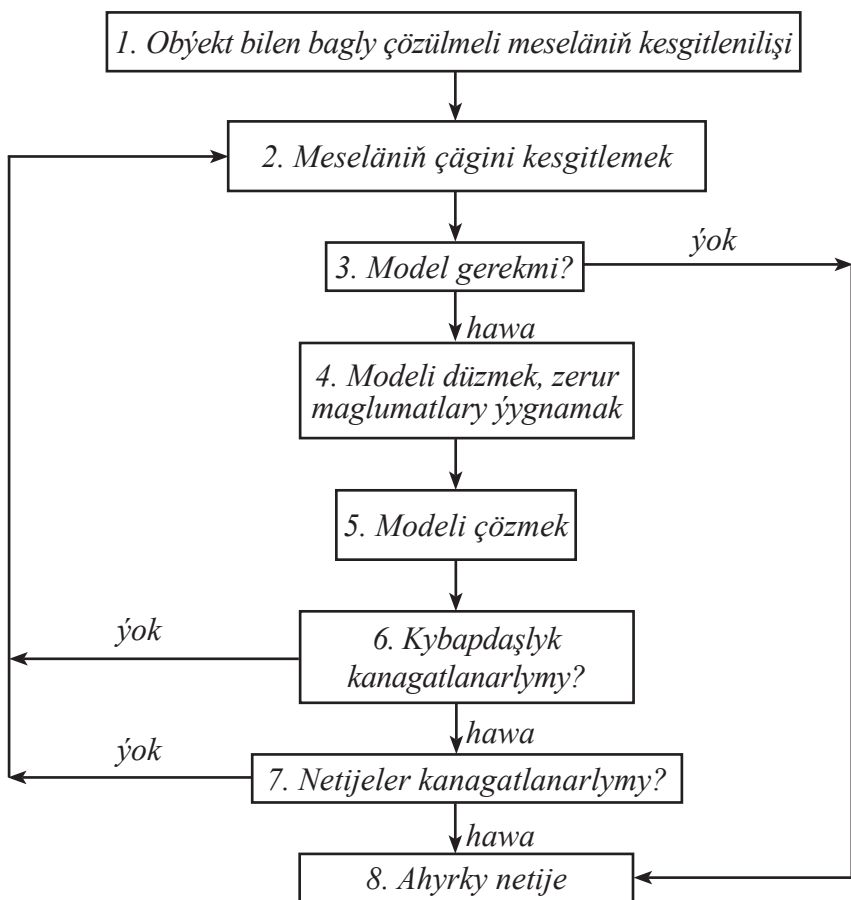 1. Obýekt bilen bagly çözülmeli meseläniň kesgitlenilişi
2. Meseläniň çägini kesgitlemek
ýok
3. Model gerekmi?
hawa
4. Modeli düzmek, zerur
maglumatlary ýygnamak
5. Modeli çözmek
ýok
6. Kybapdaşlyk
kanagatlanarlymy?
hawa
ýok
7. Netijeler kanagatlanarlymy?
hawa
8. Ahyrky netije